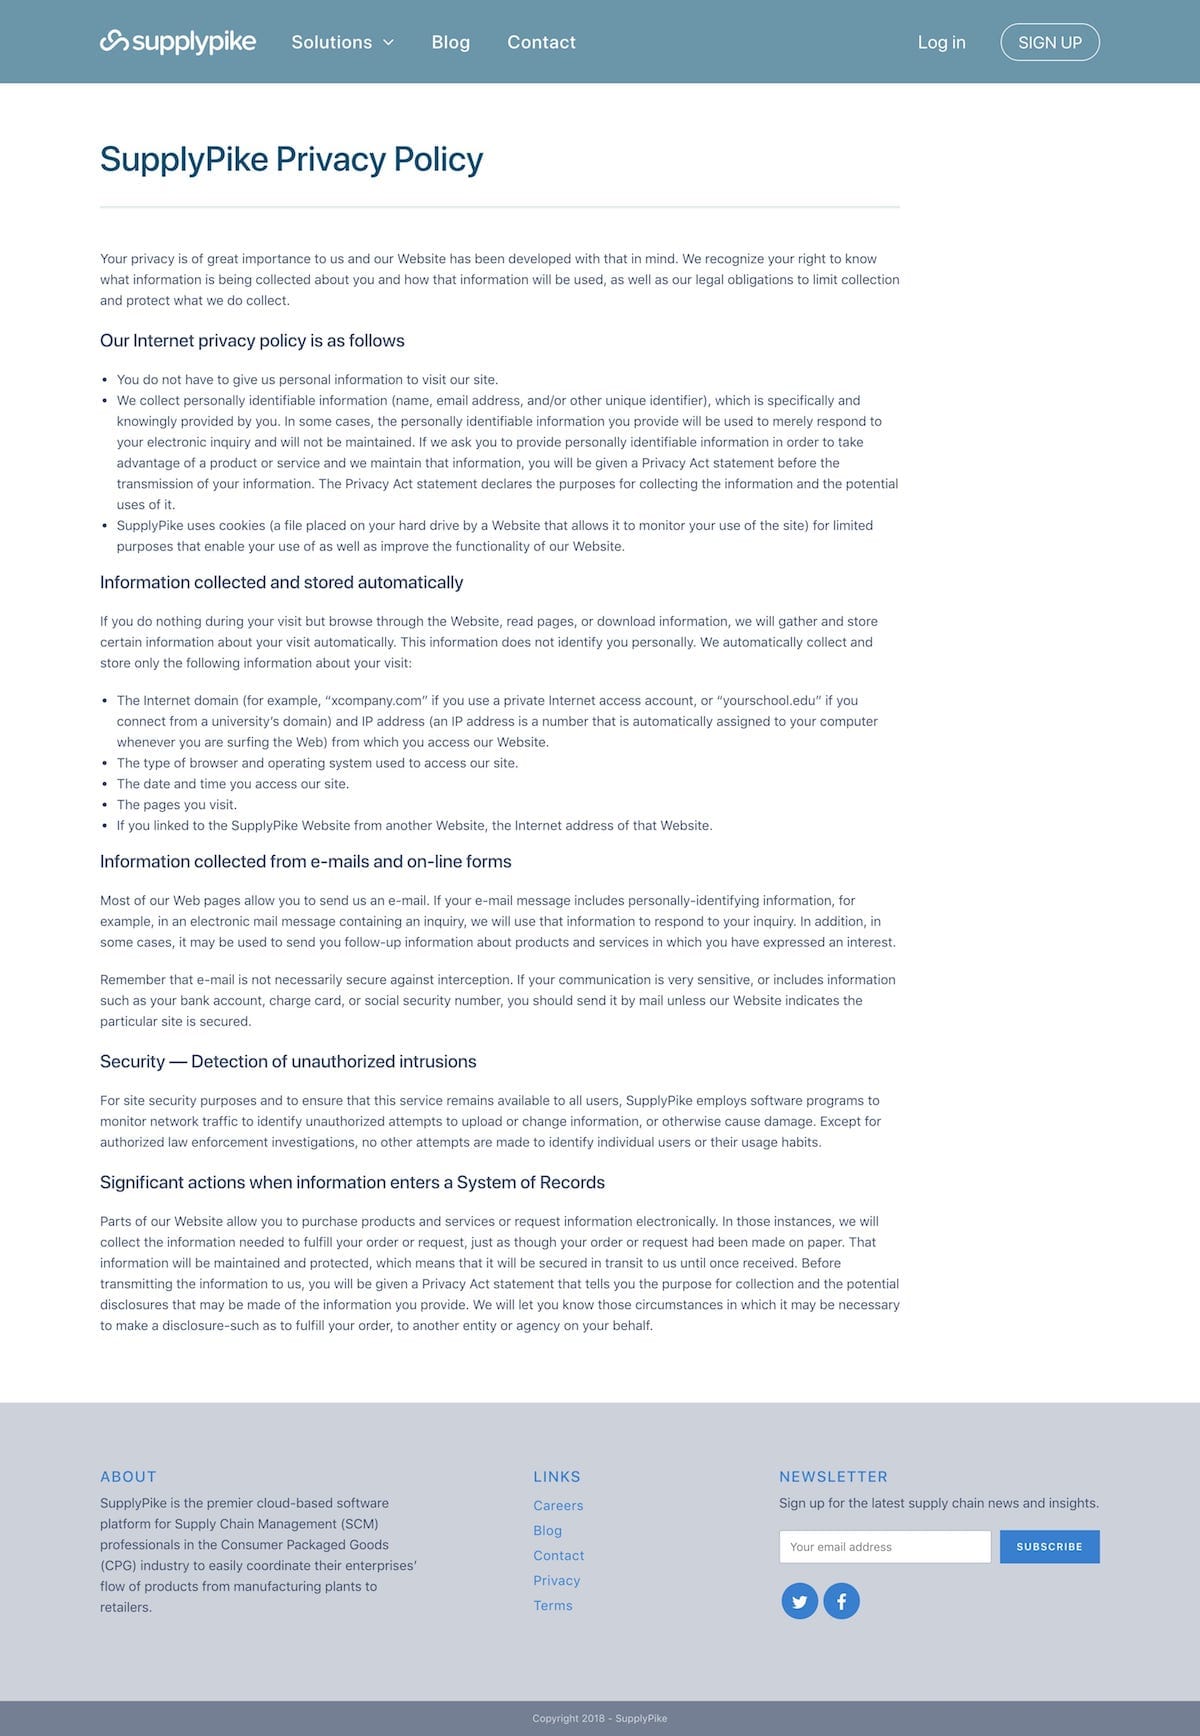 supplypike Solutions Blog Contact Log in SIGN UP
SupplyPike Privacy Policy
Your privacy is of great importance to us and our Website has been developed with that in mind. We recognize your right to know
what information is being collected about you and how that information will be used, as well as our legal obligations to limit collection
and protect what we do collect.
Our Internet privacy policy is as follows
• You do not have to give us personal information to visit our site.
• We collect personally identifiable information (name, email address, and/or other unique identifier), which is specifically and
knowingly provided by you. In some cases, the personally identifiable information you provide will be used to merely respond to
your electronic inquiry and will not be maintained. If we ask you to provide personally identifiable information in order to take
advantage of a product or service and we maintain that information, you will be given a Privacy Act statement before the
transmission of your information. The Privacy Act statement declares the purposes for collecting the information and the potential
uses of it.
• SupplyPike uses cookies (a file placed on your hard drive by a Website that allows it to monitor your use of the site) for limited
purposes that enable your use of as well as improve the functionality of our Website.
Information collected and stored automatically
If you do nothing during your visit but browse through the Website, read pages, or download information, we will gather and store
certain information about your visit automatically. This information does not identify you personally. We automatically collect and
store only the following information about your visit:
• The Internet domain (for example, “xcompany.com” if you use a private Internet access account, or “yourschool.edu” if you
connect from a university’s domain) and IP address (an IP address is a number that is automatically assigned to your computer
whenever you are surfing the Web) from which you access our Website.
• The type of browser and operating system used to access our site.
• The date and time you access our site.
• The pages you visit.
• If you linked to the SupplyPike Website from another Website, the Internet address of that Website.
Information collected from e-mails and on-line forms
Most of our Web pages allow you to send us an e-mail. If your e-mail message includes personally-identifying information, for
example, in an electronic mail message containing an inquiry, we will use that information to respond to your inquiry. In addition, in
some cases, it may be used to send you follow-up information about products and services in which you have expressed an interest.
Remember that e-mail is not necessarily secure against interception. If your communication is very sensitive, or includes information
such as your bank account, charge card, or social security number, you should send it by mail unless our Website indicates the
particular site is secured.
Security — Detection of unauthorized intrusions
For site security purposes and to ensure that this service remains available to all users, SupplyPike employs software programs to
monitor network traffic to identify unauthorized attempts to upload or change information, or otherwise cause damage. Except for
authorized law enforcement investigations, no other attempts are made to identify individual users or their usage habits.
Significant actions when information enters a System of Records
Parts of our Website allow you to purchase products and services or request information electronically. In those instances, we will
collect the information needed to fulfill your order or request, just as though your order or request had been made on paper. That
information will be maintained and protected, which means that it will be secured in transit to us until once received. Before
transmitting the information to us, you will be given a Privacy Act statement that tells you the purpose for collection and the potential
disclosures that may be made of the information you provide. We will let you know those circumstances in which it may be necessary
to make a disclosure-such as to fulfill your order, to another entity or agency on your behalf.
ABOUT
SupplyPike is the premier cloud-based software
platform for Supply Chain Management (SCM)
professionals in the Consumer Packaged Goods
(CPG) industry to easily coordinate their enterprises’
flow of products from manufacturing plants to
retailers.
LINKS
Careers
Blog
Contact
Privacy
Terms
NEWSLETTER
Sign up for the latest supply chain news and insights.
Your email address SUBSCRIBE
Copyright 2018 - SupplyPike